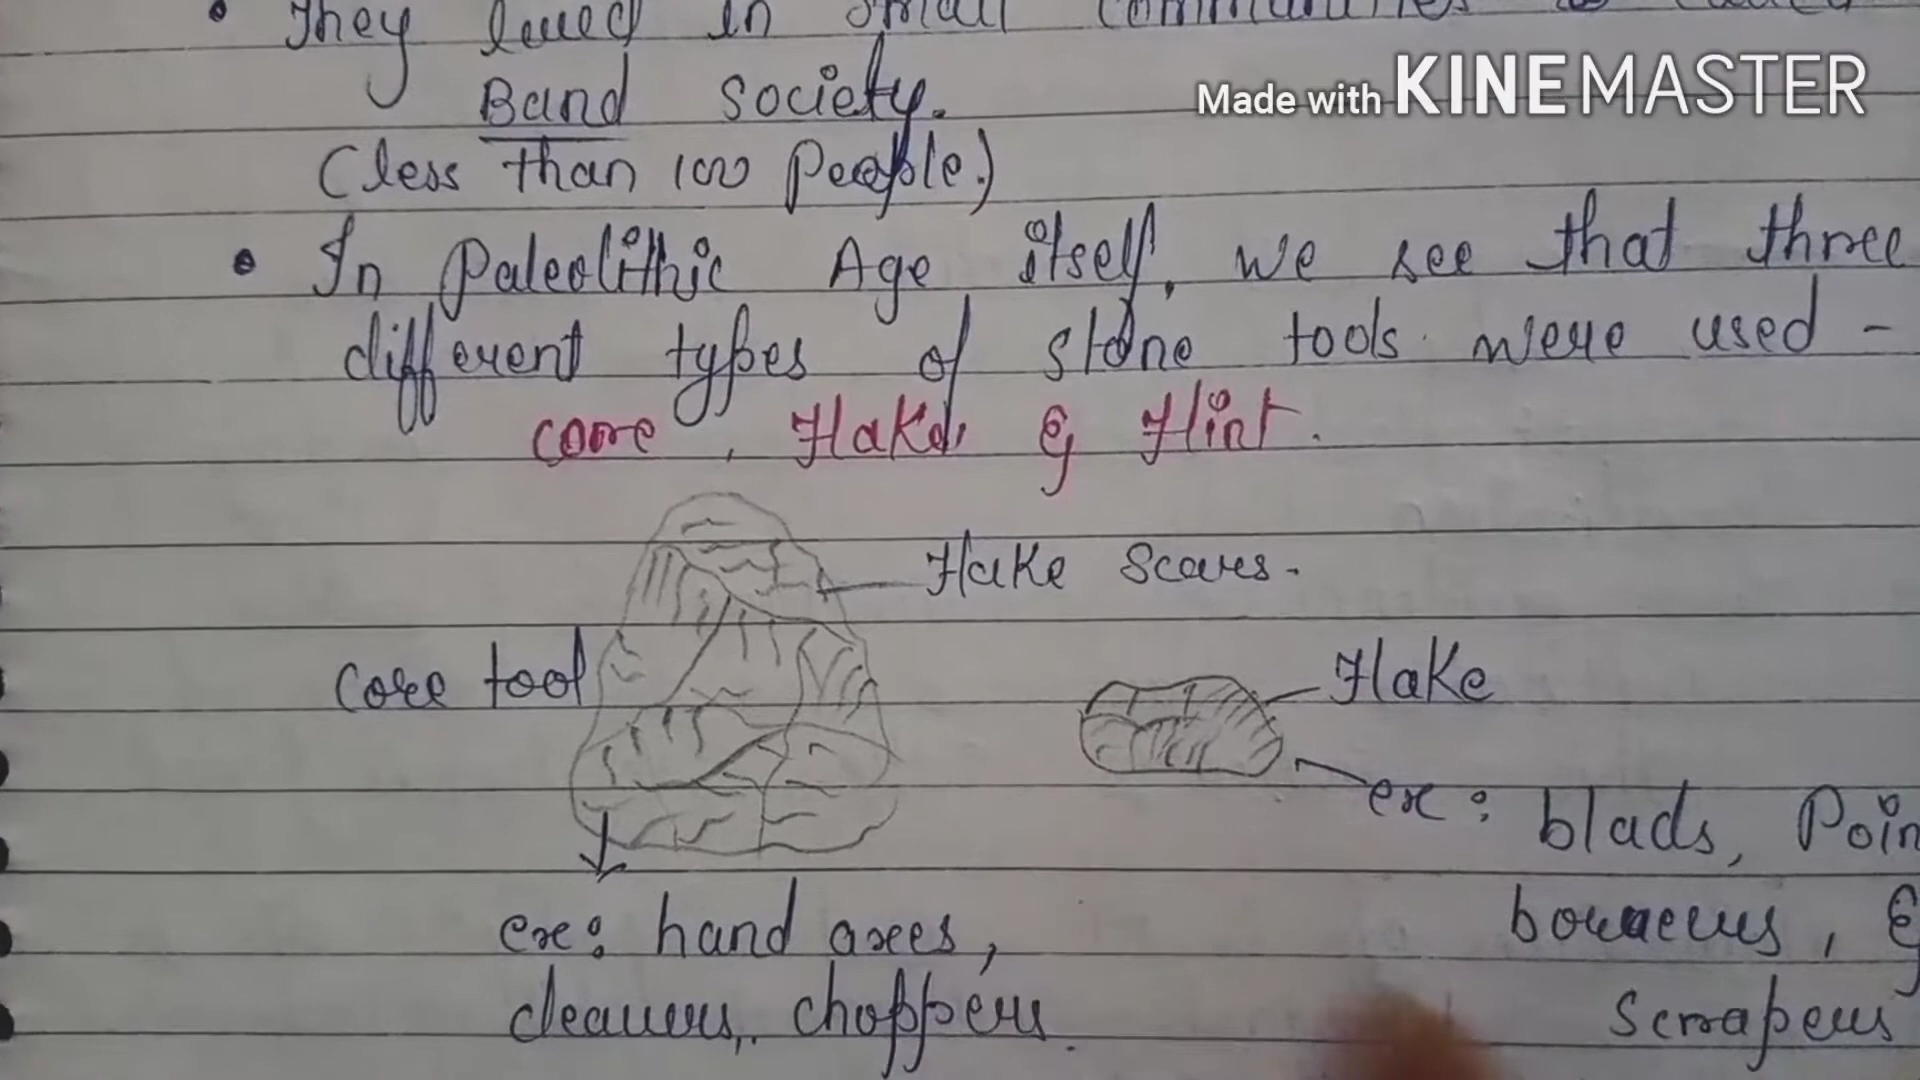 • They lived in small communities
Made with KINEMASTER
Band society.
(less than 100 People.)
• In Paleolithic Age itself, we see that three
different types of stone tools were used -
core, Flake, & Flint.
Flake Scars.
Core tool
Flake
ex: blads, Poin
ex: hand axes,
borers, &
cleavers, choppers
Scrapers